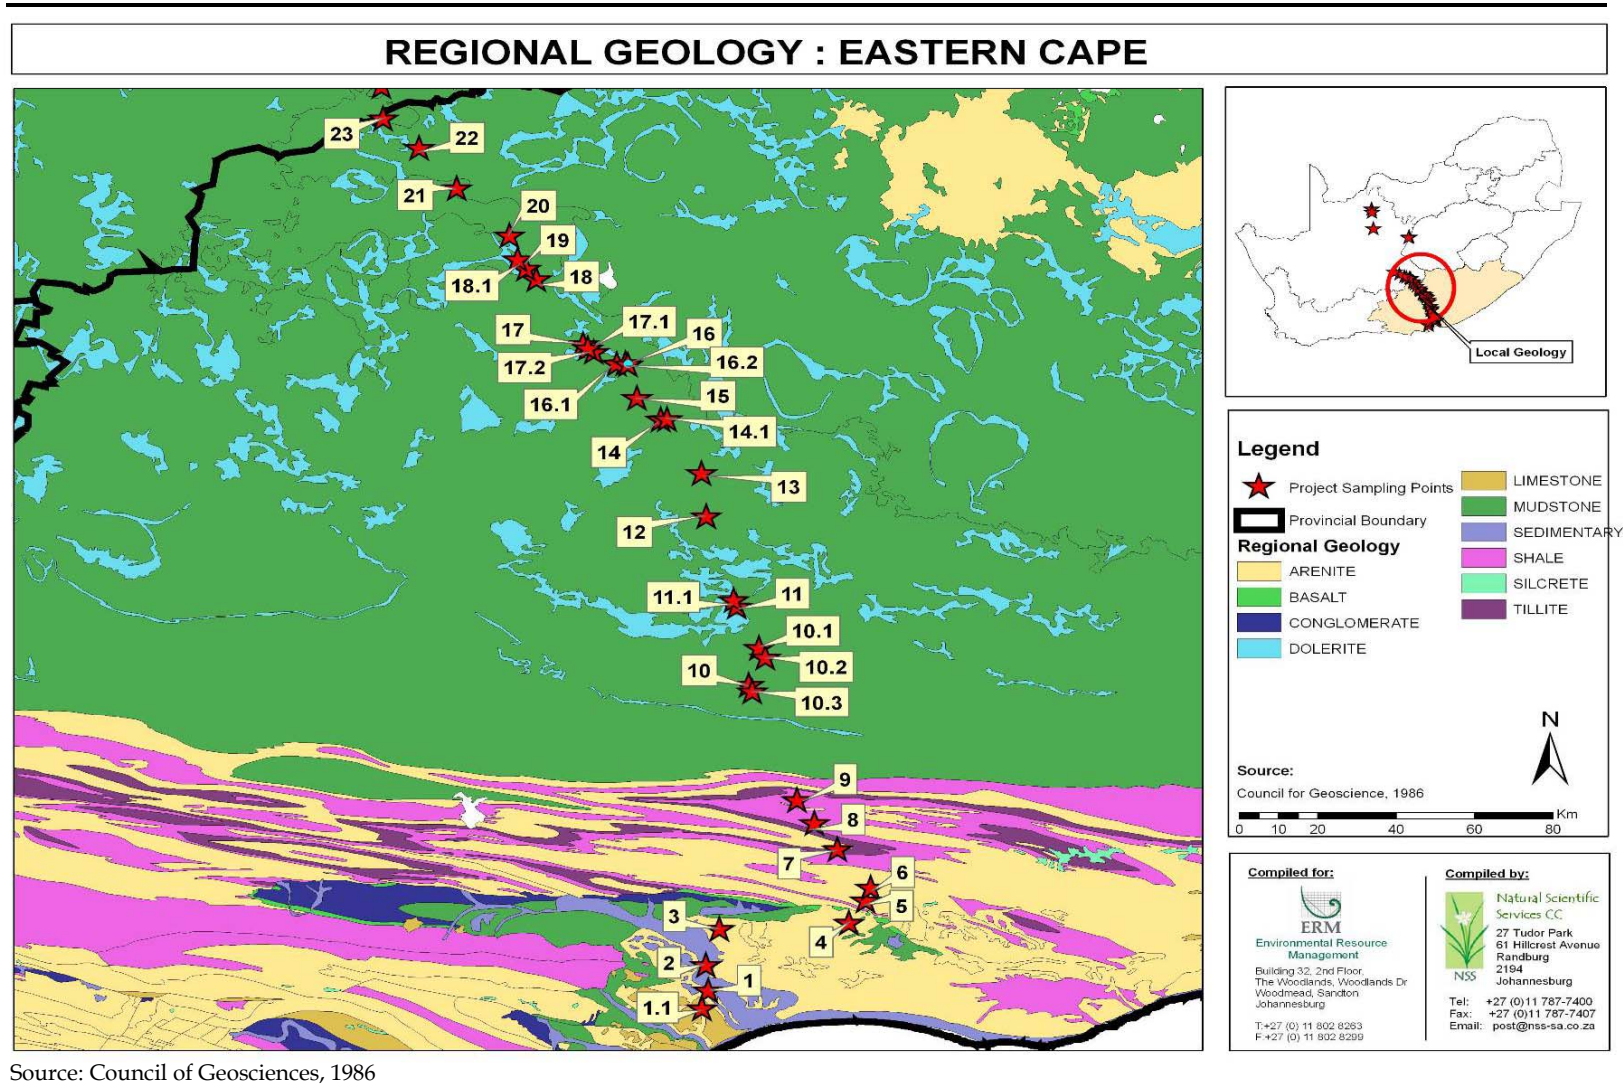 REGIONAL GEOLOGY : EASTERN CAPE
23
22
21
20
19
18.1
18
17
17.1
16
17.2
16.2
16.1
15
14
14.1
13
12
11.1
11
10.1
10
10.2
10.3
9
8
7
6
5
3
4
2
1
1.1
Local Geology
Legend
Project Sampling Points
Provincial Boundary
Regional Geology
ARENITE
BASALT
CONGLOMERATE
DOLERITE
LIMESTONE
MUDSTONE
SEDIMENTARY
SHALE
SILCRETE
TILLITE
N
Source:
Council for Geoscience, 1986
Km
0 10 20 40 60 80
Compiled for:
ERM
Environmental Resource
Management
Building 32, 2nd Floor,
The Woodlands, Woodlands Dr
Woodmead, Sandton
Johannesburg
T:+27 (0) 11 802 8263
F:+27 (0) 11 802 8299
Compiled by:
Natural Scientific
Services CC
NSS
27 Tudor Park
61 Hillcrest Avenue
Randburg
2194
Johannesburg
Tel: +27 (0)11 787-7400
Fax: +27 (0)11 787-7407
Email: post@nss-sa.co.za
Source: Council of Geosciences, 1986